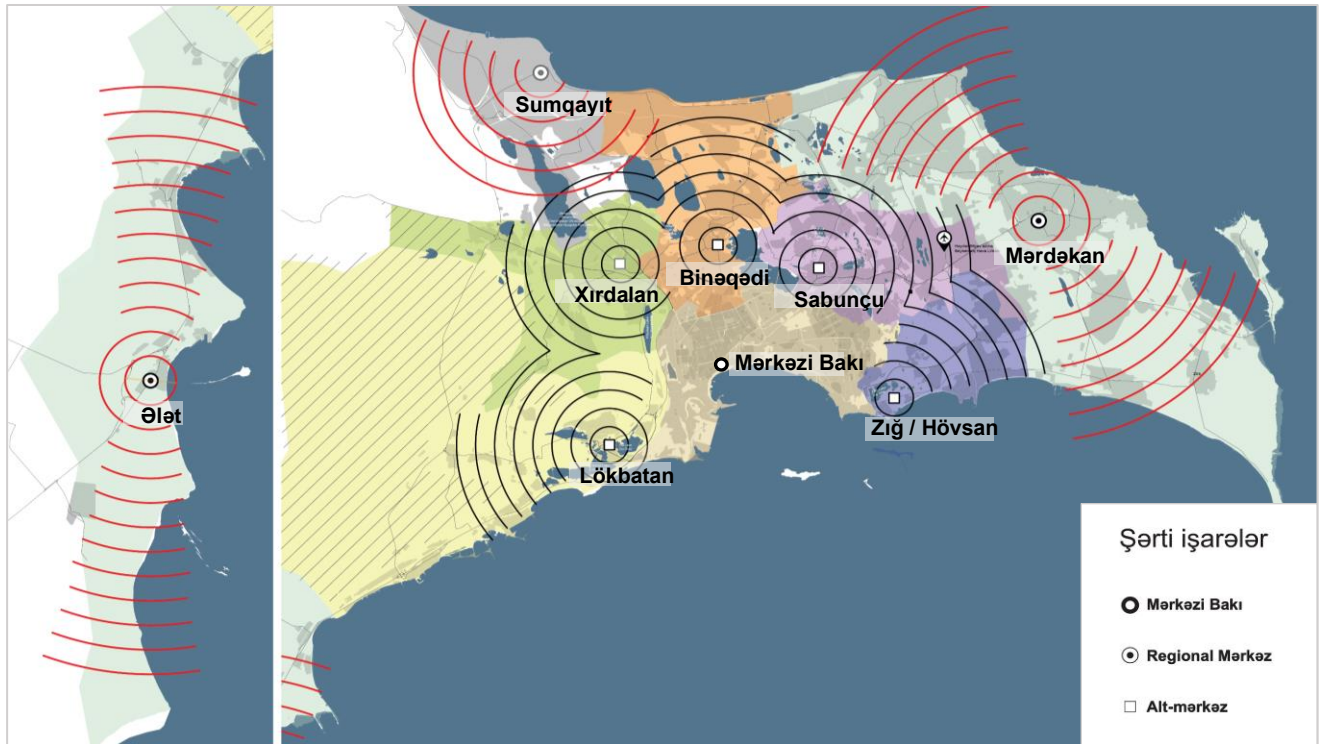 Sumqayıt
Mərdəkan
Binəqədi
Xırdalan
Sabunçu
Mərkəzi Bakı
Ələt
Zığ / Hövsan
Lökbatan
Şərti işarələr
Mərkəzi Bakı
Regional Mərkəz
Alt-mərkəz